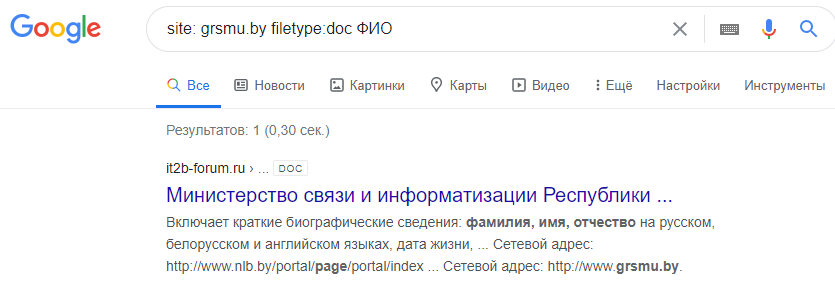 Google
site: grsmu.by filetype:doc ФИО
Все
Новости
Картинки
Карты
Видео
Ещё
Настройки
Инструменты
Результатов: 1 (0,30 сек.)
it2b-forum.ru › ... DOC
Министерство связи и информатизации Республики ...
Включает краткие биографические сведения: фамилия, имя, отчество на русском,
белорусском и английском языках, дата жизни, ... Сетевой адрес:
http://www.nlb.by/portal/page/portal/index ... Сетевой адрес: http://www.grsmu.by.